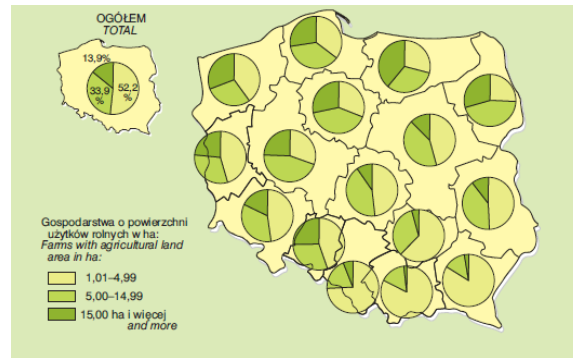 OGÓŁEM
TOTAL
13,9%
33,9
%
52,2
%
Gospodarstwa o powierzchni
użytków rolnych w ha:
Farms with agricultural land
area in ha:
1,01–4,99
5,00–14,99
15,00 ha i więcej
and more